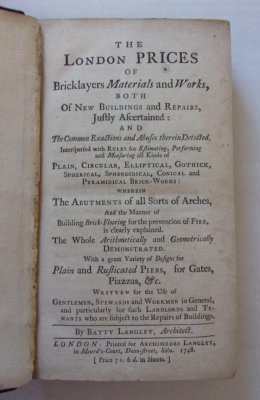 THE
LONDON PRICES
OF
Bricklayers Materials and Works,
BOTH
Of NEW BUILDINGS and REPAIRS,
Juſtly Aſcertained:
AND
The Common Exactions and Abuſes therein Detected.
Interſperſed with RULES for Eſtimating, Performing
and Meaſuring all Kinds of
PLAIN, CIRCULAR, ELLIPTICAL, GOTHICK,
SPHERICAL, SPHEROIDICAL, CONICAL and
PYRAMIDICAL BRICK-WORKS:
WHEREIN
The ABUTMENTS of all Sorts of Arches,
And the Manner of
Building Brick-Flooring for the prevention of FIRE,
is clearly explained.
The Whole Arithmetically and Geometrically
DEMONSTRATED.
With a great Variety of Deſigns for
Plain and Ruſticated PIERS, for Gates,
Piazzas, &c.
WRITTEN for the Uſe of
GENTLEMEN, STEWARDS and WORKMEN in General,
and particularly for ſuch LANDLORDS and TE-
NANTS who are ſubject to the Repairs of Buildings.
By BATTY LANGLEY, Architect.
LONDON: Printed for ARCHIMEDES LANGLEY,
in Meard's-Court, Dean-ſtreet, Soho. 1748.
[ Price 7 s. 6 d. in Sheets. ]